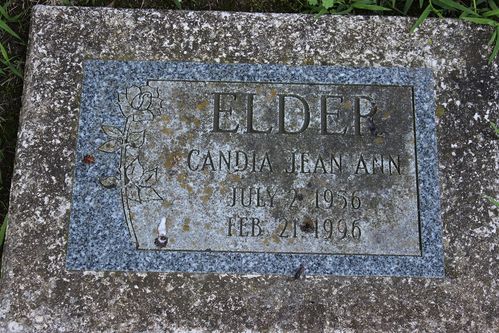 ELDER
CANDIA JEAN ANN
JULY 2 1956
FEB. 21 1996